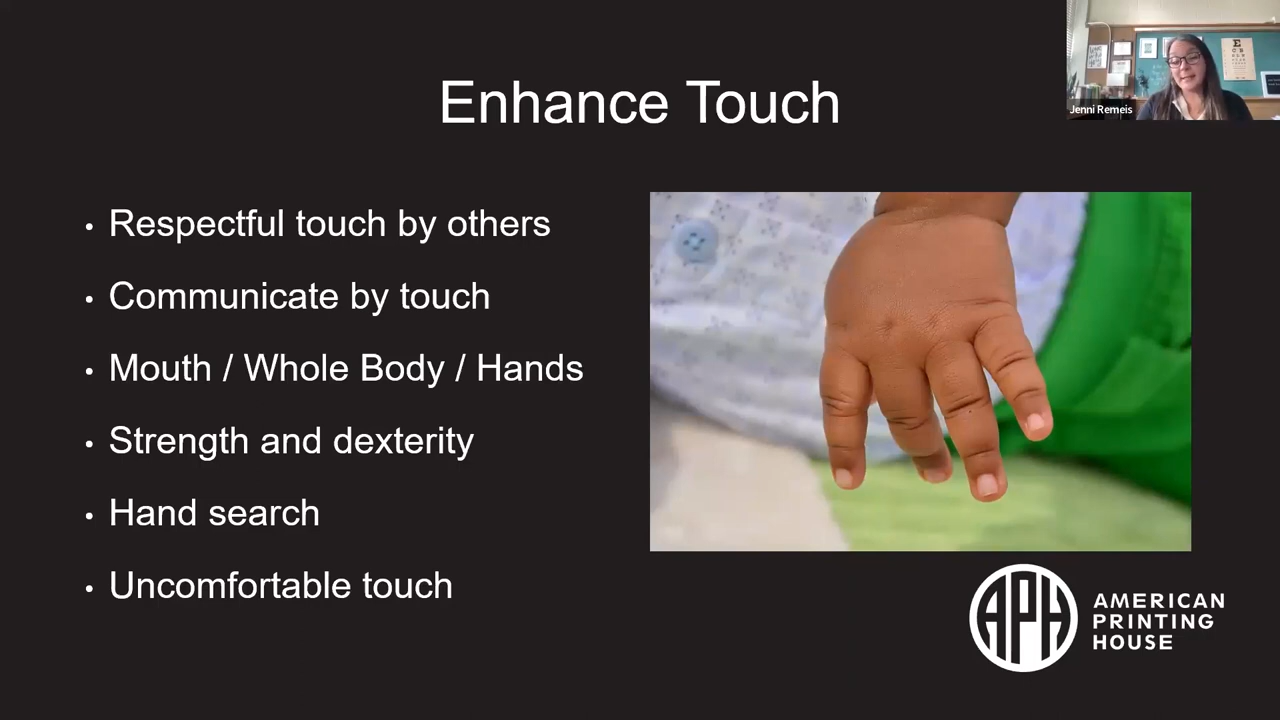 Enhance Touch
Jenni Remeis
• Respectful touch by others
• Communicate by touch
• Mouth / Whole Body / Hands
• Strength and dexterity
• Hand search
• Uncomfortable touch
APH
AMERICAN
PRINTING
HOUSE
E